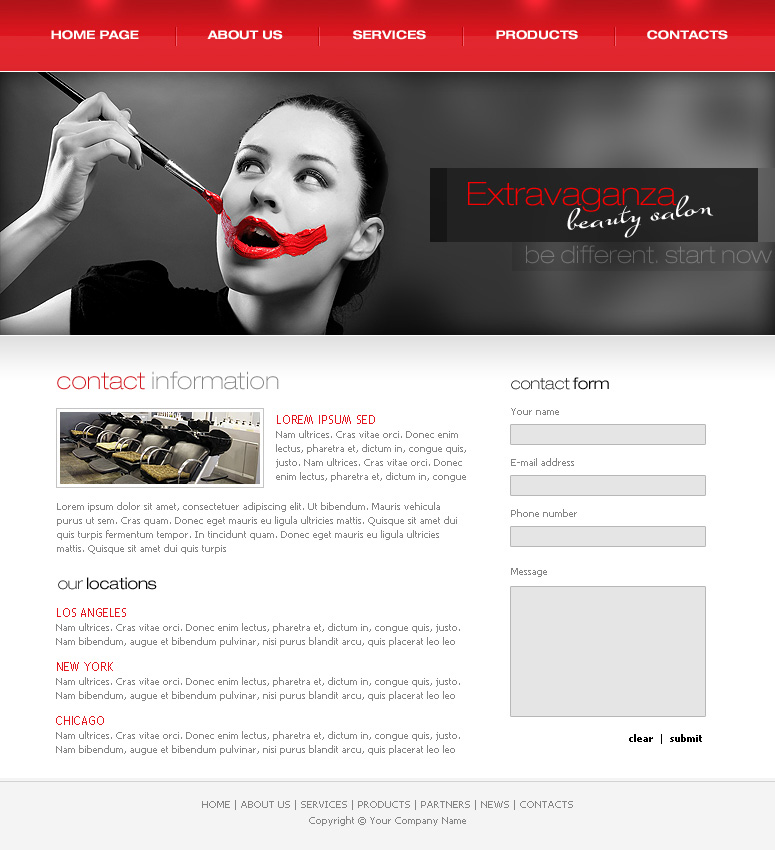 HOME PAGE
ABOUT US
SERVICES
PRODUCTS
CONTACTS
Extravaganza
beauty salon
be different. start now
contact information
LOREM IPSUM SED
Nam ultrices. Cras vitae orci. Donec enim
lectus, pharetra et, dictum in, congue quis,
justo. Nam ultrices. Cras vitae orci. Donec
enim lectus, pharetra et, dictum in, congue
Lorem ipsum dolor sit amet, consectetuer adipiscing elit. Ut bibendum. Mauris vehicula
purus ut sem. Cras quam. Donec eget mauris eu ligula ultricies mattis. Quisque sit amet dui
quis turpis fermentum tempor. In tincidunt quam. Donec eget mauris eu ligula ultricies
mattis. Quisque sit amet dui quis turpis
our locations
LOS ANGELES
Nam ultrices. Cras vitae orci. Donec enim lectus, pharetra et, dictum in, congue quis, justo.
Nam bibendum, augue et bibendum pulvinar, nisi purus blandit arcu, quis placerat leo leo
NEW YORK
Nam ultrices. Cras vitae orci. Donec enim lectus, pharetra et, dictum in, congue quis, justo.
Nam bibendum, augue et bibendum pulvinar, nisi purus blandit arcu, quis placerat leo leo
CHICAGO
Nam ultrices. Cras vitae orci. Donec enim lectus, pharetra et, dictum in, congue quis, justo.
Nam bibendum, augue et bibendum pulvinar, nisi purus blandit arcu, quis placerat leo leo
contact form
Your name
E-mail address
Phone number
Message
clear | submit
HOME | ABOUT US | SERVICES | PRODUCTS | PARTNERS | NEWS | CONTACTS
Copyright © Your Company Name